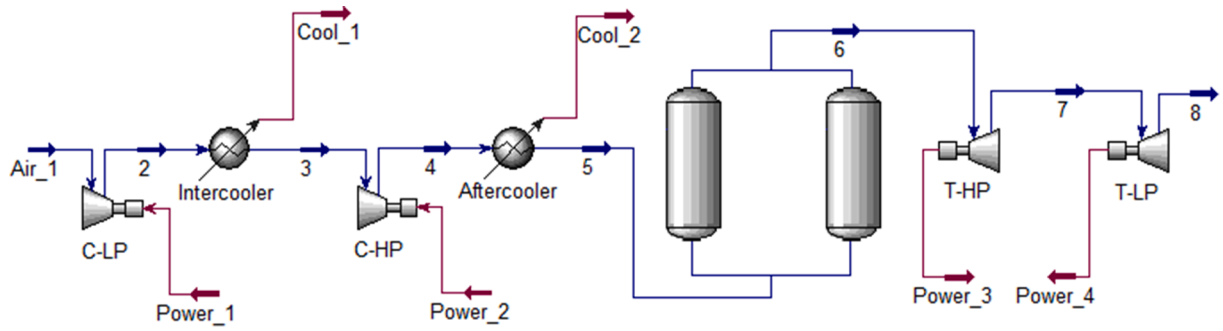 Cool_1
Cool_2
6
7
8
Air_1
2
Intercooler
3
4
Aftercooler
5
T-HP
T-LP
C-LP
C-HP
Power_1
Power_2
Power_3
Power_4